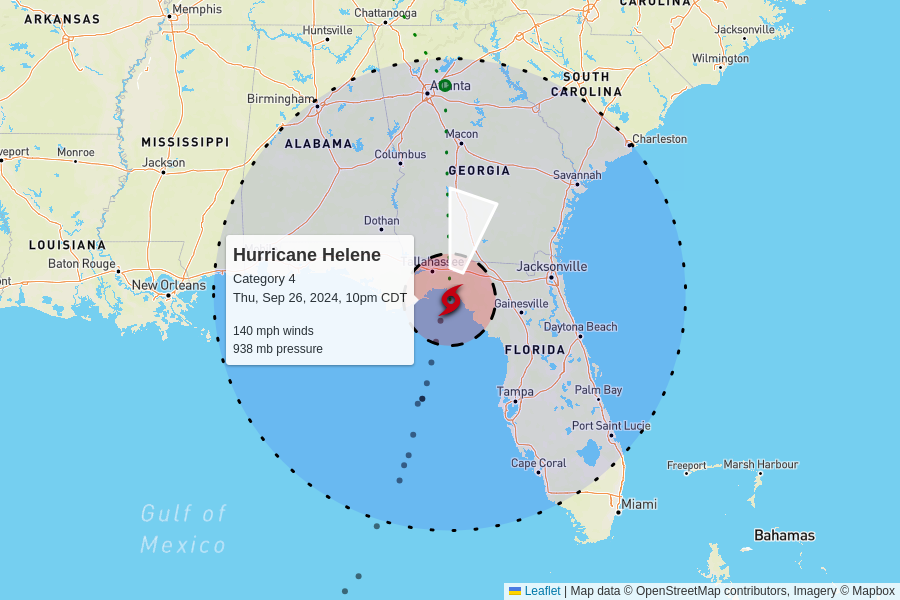 CAROLINA
ARKANSAS
Memphis
Chattanooga
Huntsville
Jacksonville
Wilmington
SOUTH
CAROLINA
Atlanta
Birmingham
Charleston
MISSISSIPPI
ALABAMA
Macon
Monroe
Jackson
Columbus
GEORGIA
Savannah
Dothan
LOUISIANA
Baton Rouge
New Orleans
Hurricane Helene
Category 4
Thu, Sep 26, 2024, 10pm CDT
140 mph winds
938 mb pressure
Tallahassee
Jacksonville
Gainesville
Daytona Beach
FLORIDA
Tampa
Palm Bay
Port Saint Lucie
Cape Coral
Freeport
Marsh Harbour
Miami
Gulf of
Mexico
Bahamas
Leaflet | Map data © OpenStreetMap contributors, Imagery © Mapbox